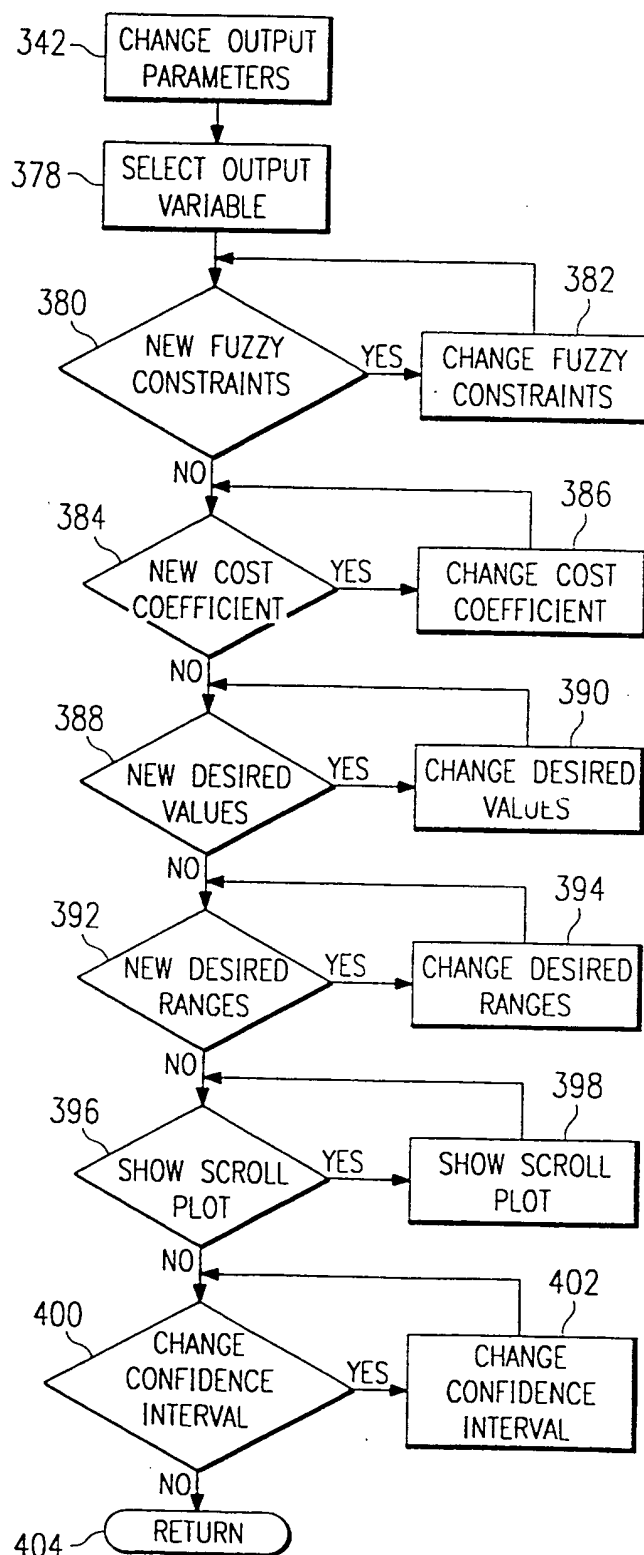 342
CHANGE OUTPUT
PARAMETERS
378
SELECT OUTPUT
VARIABLE
380
NEW FUZZY
CONSTRAINTS
YES
382
CHANGE FUZZY
CONSTRAINTS
NO
384
NEW COST
COEFFICIENT
YES
386
CHANGE COST
COEFFICIENT
NO
388
NEW DESIRED
VALUES
YES
390
CHANGE DESIRED
VALUES
NO
392
NEW DESIRED
RANGES
YES
394
CHANGE DESIRED
RANGES
NO
396
SHOW SCROLL
PLOT
YES
398
SHOW SCROLL
PLOT
NO
400
CHANGE
CONFIDENCE
INTERVAL
YES
402
CHANGE
CONFIDENCE
INTERVAL
NO
404
RETURN